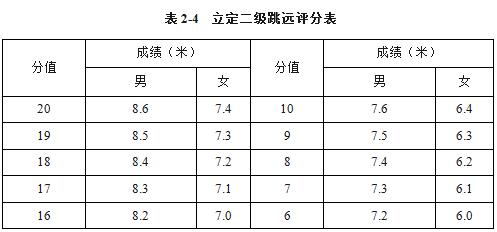 表 2-4 立定二级跳远评分表
分值 成绩（米） 分值 成绩（米）
男 女 男 女
20 8.6 7.4 10 7.6 6.4
19 8.5 7.3 9 7.5 6.3
18 8.4 7.2 8 7.4 6.2
17 8.3 7.1 7 7.3 6.1
16 8.2 7.0 6 7.2 6.0